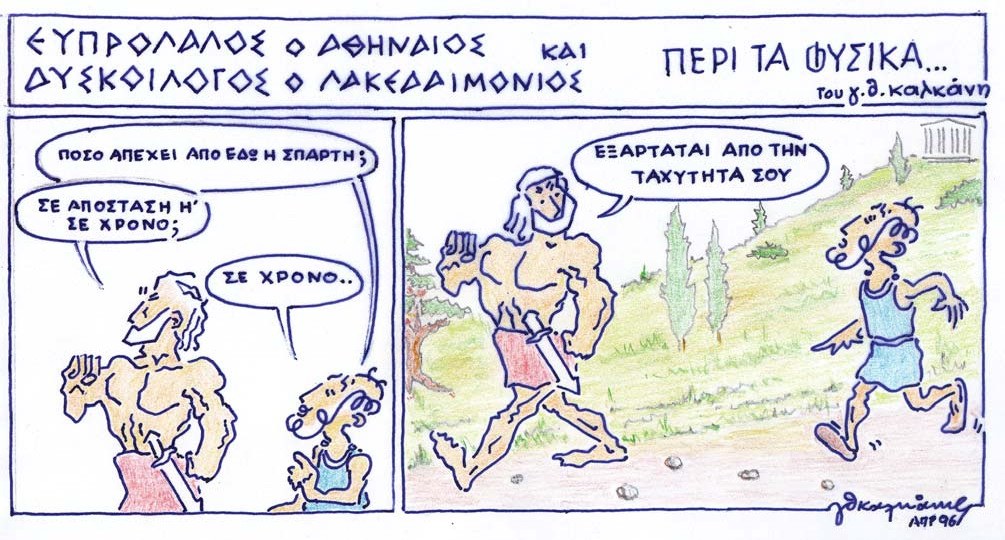 ΕΥΠΡΟΛΑΛΟΣ Ο ΑΘΗΝΑΙΟΣ ΚΑΙ
ΔΥΣΚΟΙΛΟΓΟΣ Ο ΛΑΚΕΔΑΙΜΟΝΙΟΣ
ΠΕΡΙ ΤΑ ΦΥΣΙΚΑ...
του γ.θ. καλκάνη
ΠΟΣΟ ΑΠΕΧΕΙ ΑΠΟ ΕΔΩ Η ΣΠΑΡΤΗ;
ΣΕ ΑΠΟΣΤΑΣΗ Η'
ΣΕ ΧΡΟΝΟ;
ΣΕ ΧΡΟΝΟ..
ΕΞΑΡΤΑΤΑΙ ΑΠΟ ΤΗΝ
ΤΑΧΥΤΗΤΑ ΣΟΥ
γθκαλκάνης
ΑΠΡ 96